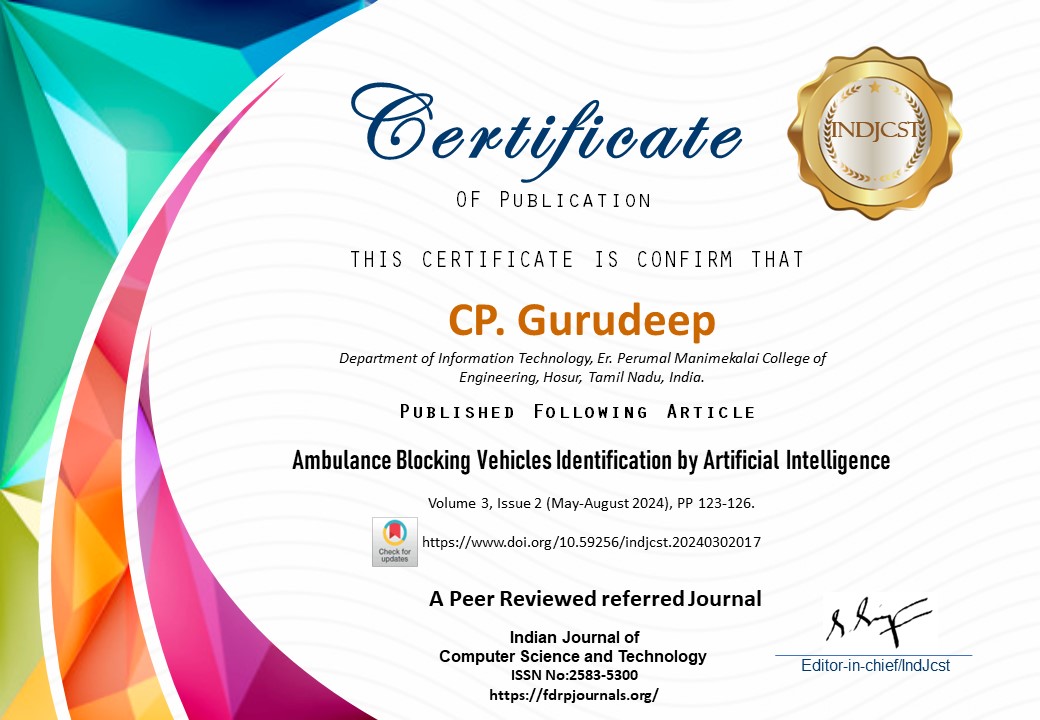 Certificate
OF PUBLICATION
INDJCST
THIS CERTIFICATE IS CONFIRM THAT
CP. Gurudeep
Department of Information Technology, Er. Perumal Manimekalai College of
Engineering, Hosur, Tamil Nadu, India.
PUBLISHED FOLLOWING ARTICLE
Ambulance Blocking Vehicles Identification by Artificial Intelligence
Volume 3, Issue 2 (May-August 2024), PP 123-126.
Check for
updates
https://www.doi.org/10.59256/indjcst.20240302017
A Peer Reviewed referred Journal
Indian Journal of
Computer Science and Technology
ISSN No:2583-5300
https://fdrpjournals.org/
Editor-in-chief/IndJcst